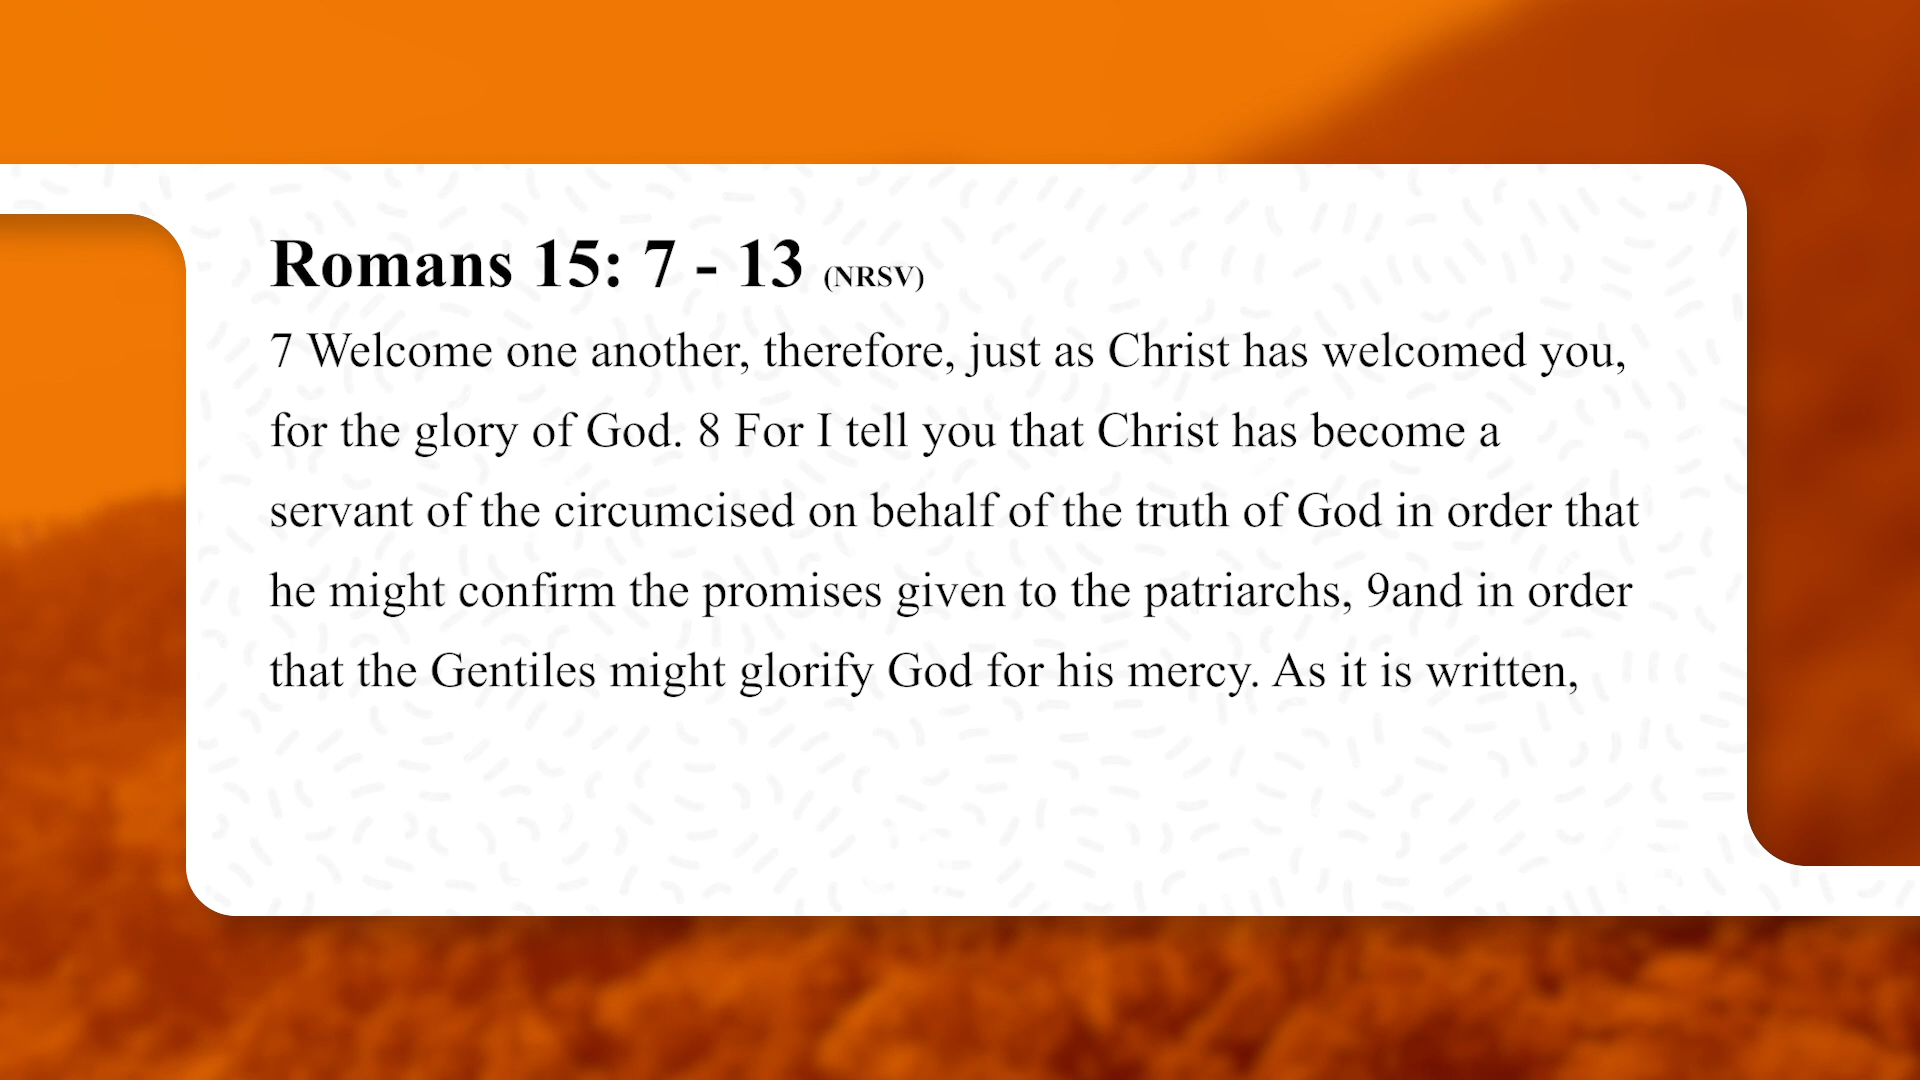 Romans 15: 7 - 13 (NRSV)
7 Welcome one another, therefore, just as Christ has welcomed you,
for the glory of God. 8 For I tell you that Christ has become a
servant of the circumcised on behalf of the truth of God in order that
he might confirm the promises given to the patriarchs, 9and in order
that the Gentiles might glorify God for his mercy. As it is written,